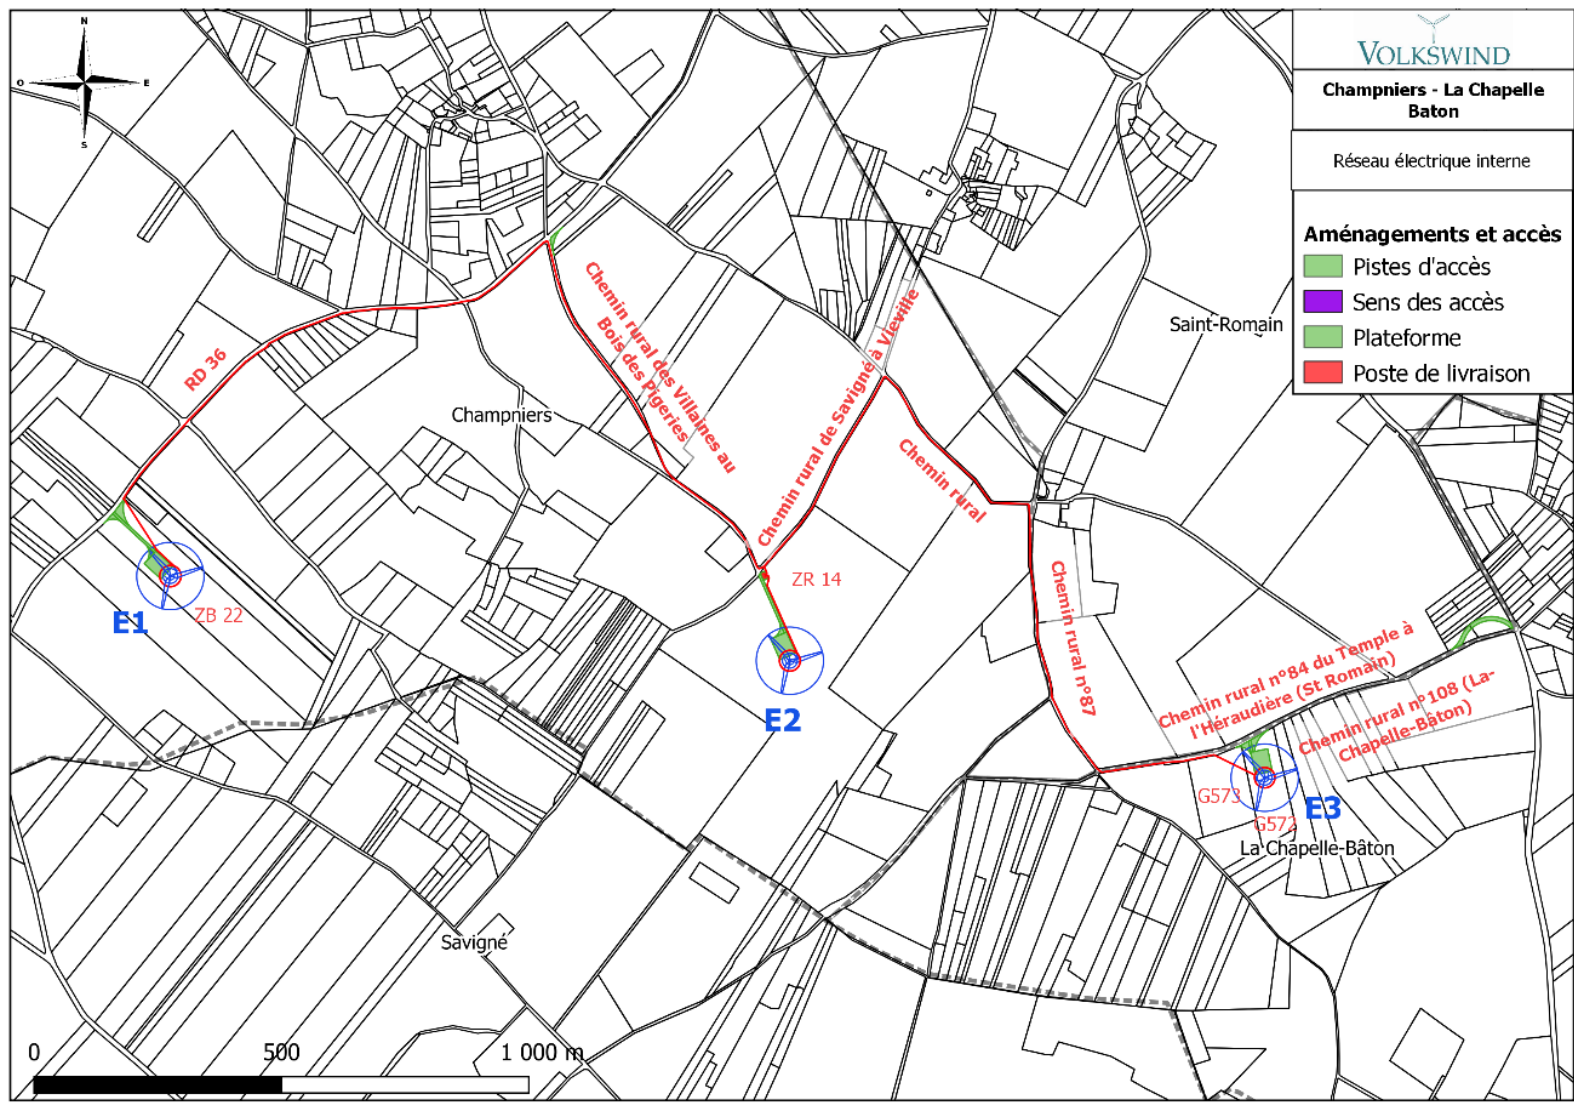 N
O
E
S
VOLKSWIND
Champniers - La Chapelle
Baton
Réseau électrique interne
Aménagements et accès
Pistes d'accès
Sens des accès
Plateforme
Poste de livraison
Saint-Romain
Chemin rural des Villaines au
Bois des Pigeries
Chemin rural de Savigné à Vieville
RD 36
Champniers
Chemin rural
ZR 14
ZB 22
E1
E2
Chemin rural n°87
Chemin rural n°84 du Temple à
l'Héraudière (St Romain)
Chemin rural n°108 (La-
Chapelle-Bâton)
G573
E3
G572
La Chapelle-Bâton
Savigné
0 500 1 000 m